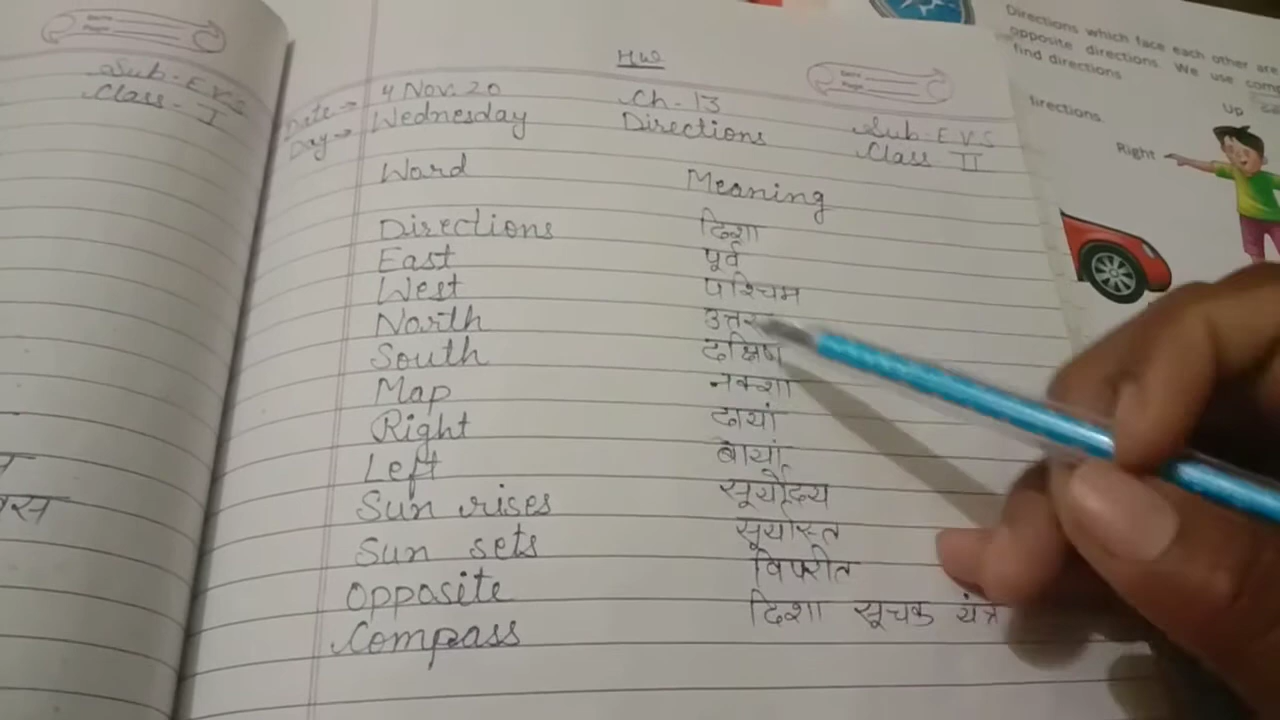 Sub-E.V.S
Class-I
HW
Date→ 4 Nov. 20 Ch-13
Day→ Wednesday Directions Sub-E.V.S
Class II
Word Meaning
Directions दिशा
East पूर्व
West पश्चिम
North उत्तर
South दक्षिण
Map नक्शा
Right दायां
Left बायां
Sun rises सूर्योदय
Sun sets सूर्यास्त
Opposite विपरीत
Compass दिशा सूचक यंत्र
Directions which face each other are
opposite directions. We use
find directions
directions
Up
Right